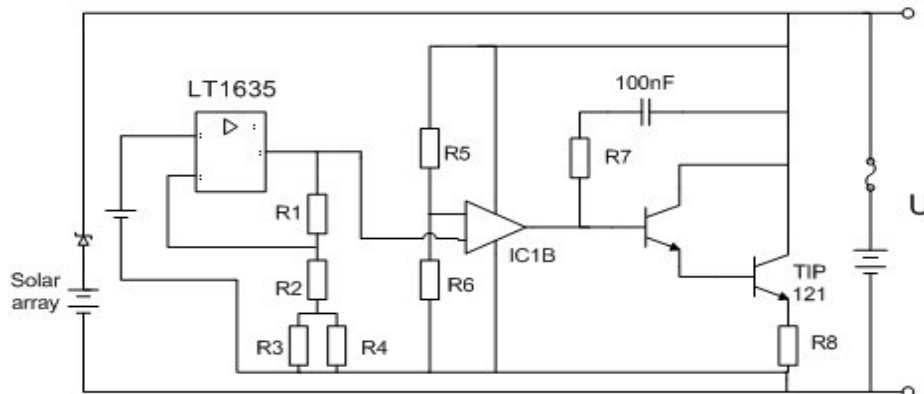 100nF
LT1635
R5
R7
R1
U
IC1B
Solar
array
R2
R6
TIP
121
R3
R4
R8